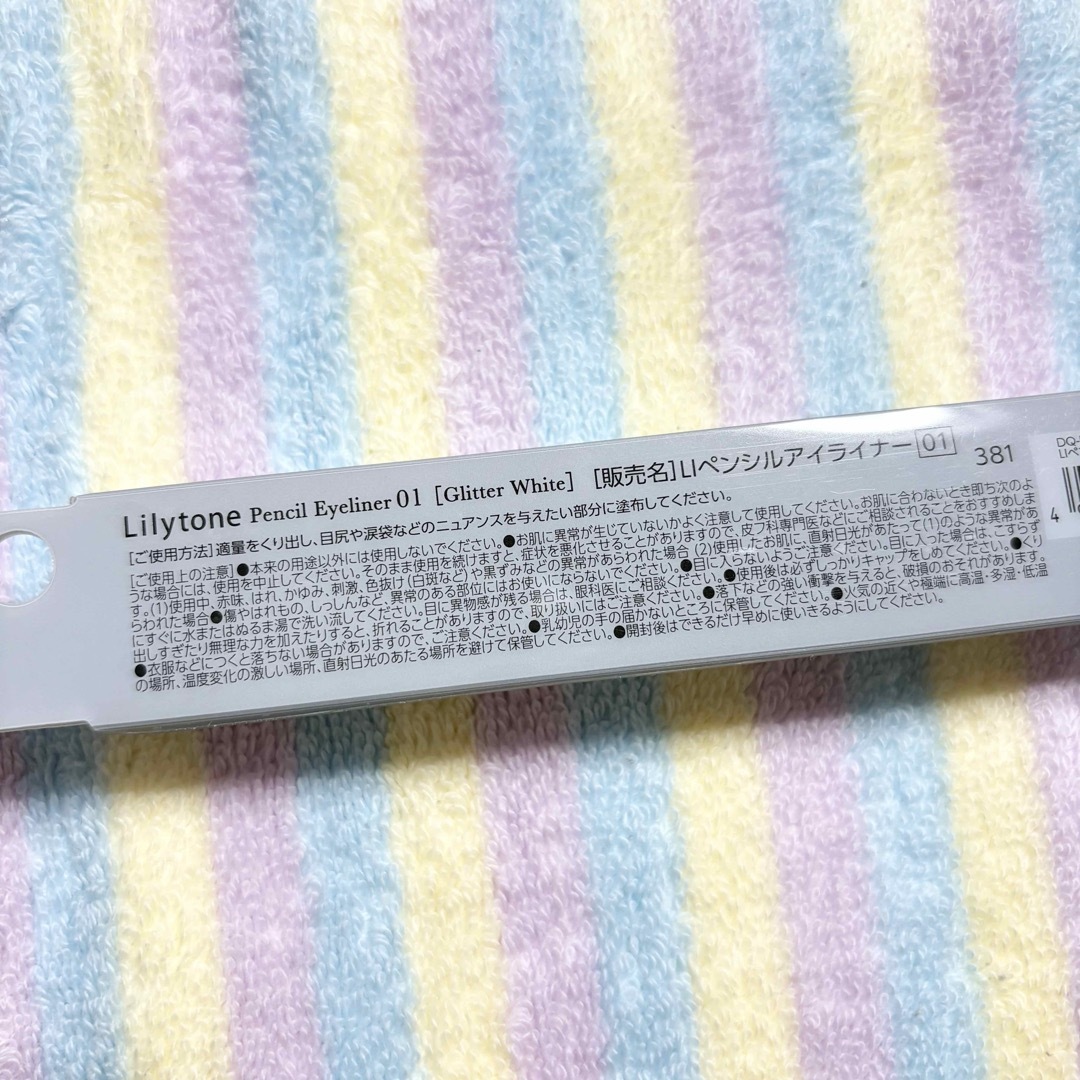 Lilytone Pencil Eyeliner 01 [Glitter White] [販売名]LIペンシルアイライナー 01
381
DQ-
LIペン
4
[ご使用方法]適量をくり出し、目尻や涙袋などのニュアンスを与えたい部分に塗布してください。
[ご使用上の注意]●本来の用途以外には使用しないでください。●お肌に異常が生じていないかよく注意して使用してください。お肌に合わないとき即ち次のよ
うな場合には、使用を中止してください。そのまま使用を続けますと、症状を悪化させることがありますので、皮フ科専門医などにご相談されることをおすすめしま
す。(1)使用中、赤味、はれ、かゆみ、刺激、色抜け(白斑など)や黒ずみなどの異常があらわれた場合 (2)使用したお肌に、直射日光があたって(1)のような異常があ
らわれた場合●傷やはれもの、しっしんなど、異常のある部位にはお使いにならないでください。●目に入らないようご注意ください。目に入った場合は、こすらず
にすぐに水またはぬるま湯で洗い流してください。目に異物感が残る場合は、眼科医にご相談ください。●使用後は必ずしっかりキャップをしめてください。●くり
出しすぎたり無理な力を加えたりすると、折れることがありますので、取り扱いにはご注意ください。●落下などの強い衝撃を与えると、破損のおそれがあります。
●衣服などにつくと落ちない場合がありますので、ご注意ください。●乳幼児の手の届かないところに保管してください。●火気の近くや極端に高温・多湿・低温
の場所、温度変化の激しい場所、直射日光のあたる場所を避けて保管してください。●開封後はできるだけ早めに使いきるようにしてください。